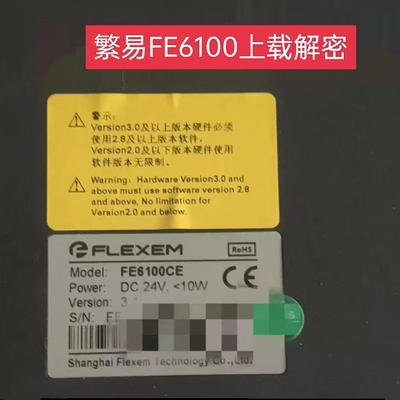 繁易FE6100上载解密
警示:
Version3.0及以上版本硬件必须
使用2.8及以上版本软件,
Version2.0及以下版本硬件使用
软件版本无限制。
Warning: Hardware Version3.0 and
above must use software version 2.8
and above, No limitation for
Version2.0 and below.
FLEXEM
RoHS
Model: FE6100CE
Power: DC 24V, <10W
CE
Version: 3.
S/N: FE
Shanghai Flexem Technology Co.,Ltd.